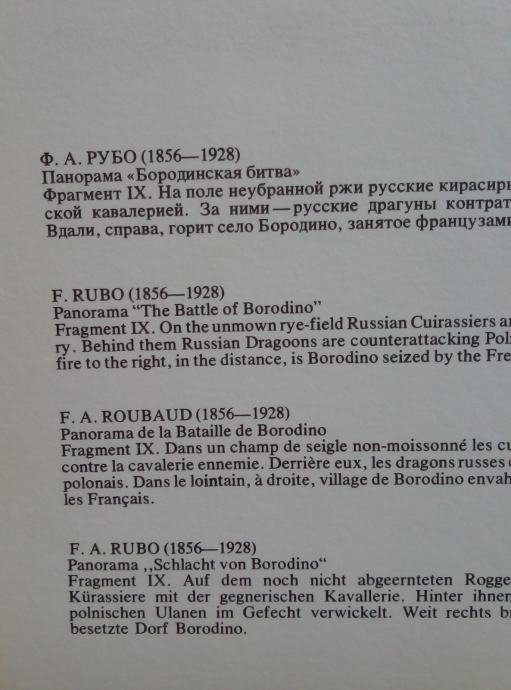 Ф. А. РУБО (1856—1928)
Панорама «Бородинская битва»
Фрагмент IX. На поле неубранной ржи русские кирасиры
ской кавалерией. За ними — русские драгуны контрат
Вдали, справа, горит село Бородино, занятое французами
F. RUBO (1856—1928)
Panorama “The Battle of Borodino”
Fragment IX. On the unmown rye-field Russian Cuirassiers
ry. Behind them Russian Dragoons are counterattacking Pol
fire to the right, in the distance, is Borodino seized by the Fre
F. A. ROUBAUD (1856—1928)
Panorama de la Bataille de Borodino
Fragment IX. Dans un champ de seigle non-moissonné les cu
contre la cavalerie ennemie. Derrière eux, les dragons russes
polonais. Dans le lointain, à droite, village de Borodino envah
les Français.
F. A. RUBO (1856—1928)
Panorama ,,Schlacht von Borodino“
Fragment IX. Auf dem noch nicht abgeernteten Rogge
Kürassiere mit der gegnerischen Kavallerie. Hinter ihnen
polnischen Ulanen im Gefecht verwickelt. Weit rechts b
besetzte Dorf Borodino.